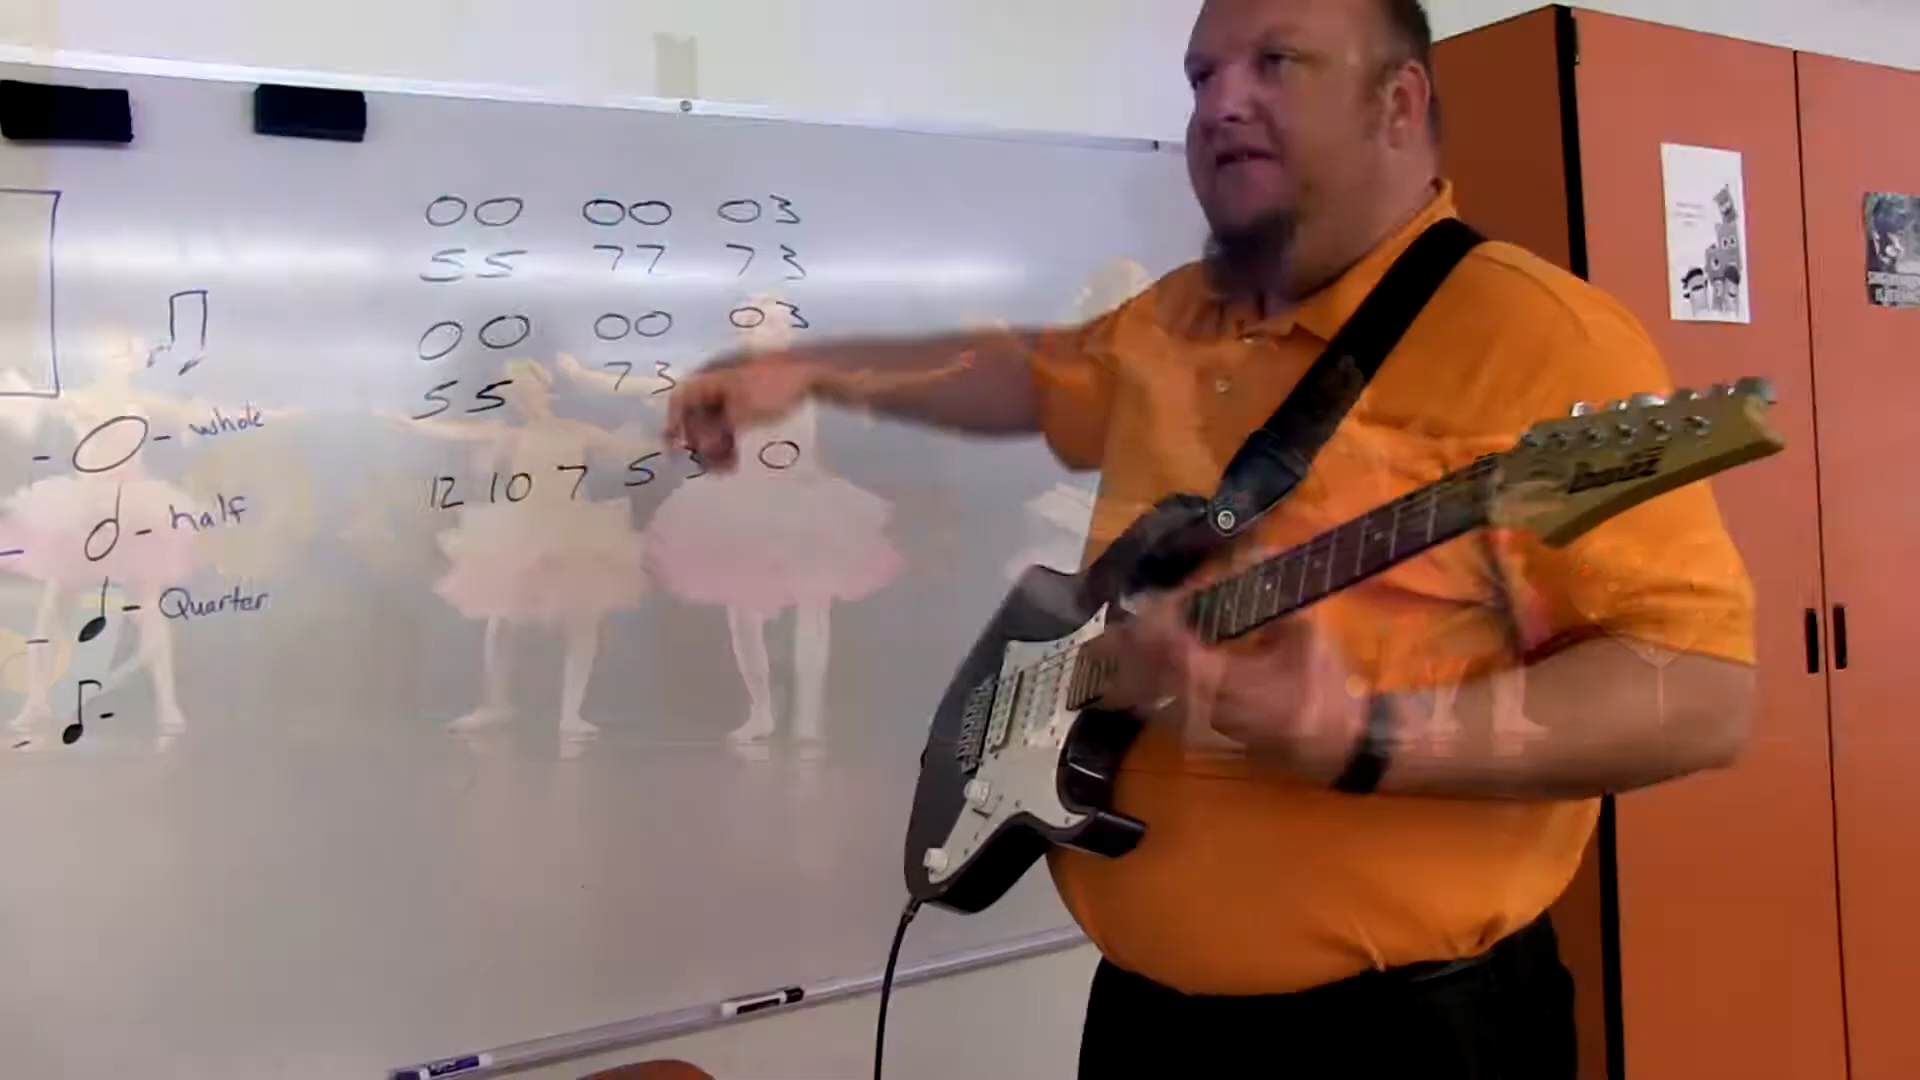 00 00 03
55 77 73
00 00 03
55 73
12 10 7 5 3 0
- whole
- half
- Quarter
Ibanez